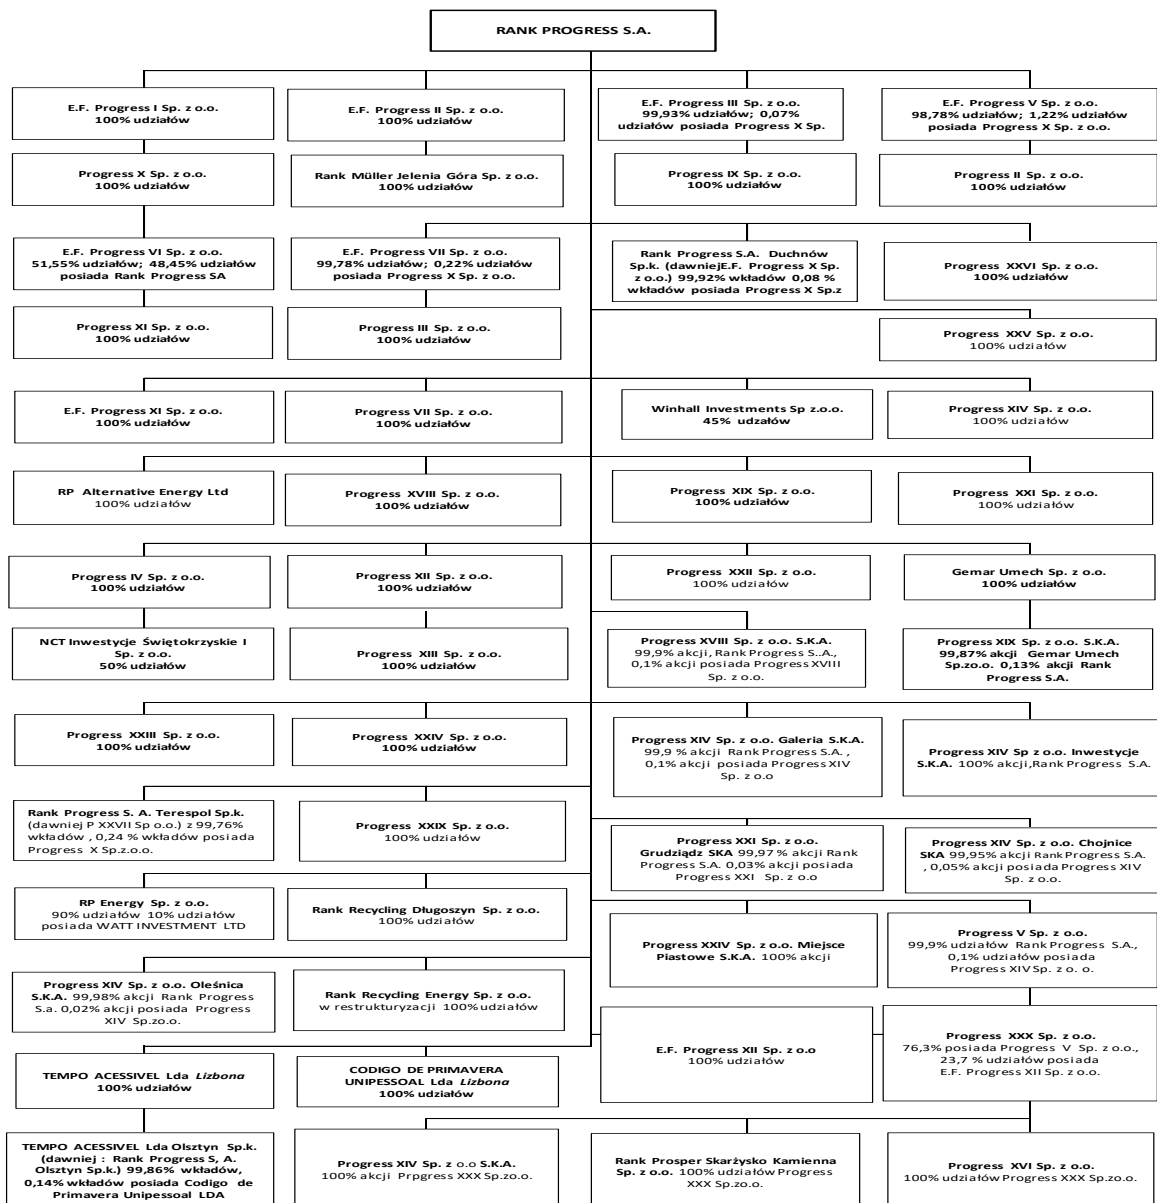 RANK PROGRESS S.A.
E.F. Progress I Sp. z o.o.
100% udziałów
E.F. Progress II Sp. z o.o.
100% udziałów
E.F. Progress III Sp. z o.o.
99,93% udziałów; 0,07%
udziałów posiada Progress X Sp.
E.F. Progress V Sp. z o.o.
98,78% udziałów; 1,22% udziałów
posiada Progress X Sp. z o.o.
Progress X Sp. z o.o.
100% udziałów
Rank Müller Jelenia Góra Sp. z o.o.
100% udziałów
Progress IX Sp. z o.o.
100% udziałów
Progress II Sp. z o.o.
100% udziałów
E.F. Progress VI Sp. z o.o.
51,55% udziałów; 48,45% udziałów
posiada Rank Progress SA
E.F. Progress VII Sp. z o.o.
99,78% udziałów; 0,22% udziałów
posiada Progress X Sp. z o.o.
Rank Progress S.A. Duchnów
Sp.k. (dawniejE.F. Progress X Sp.
z o.o.) 99,92% wkładów 0,08 %
wkładów posiada Progress X Sp.z
Progress XXVI Sp. z o.o.
100% udziałów
Progress XI Sp. z o.o.
100% udziałów
Progress III Sp. z o.o.
100% udziałów
Progress XXV Sp. z o.o.
100% udziałów
E.F. Progress XI Sp. z o.o.
100% udziałów
Progress VII Sp. z o.o.
100% udziałów
Winhall Investments Sp z.o.o.
45% udzałów
Progress XIV Sp. z o.o.
100% udziałów
RP Alternative Energy Ltd
100% udziałów
Progress XVIII Sp. z o.o.
100% udziałów
Progress XIX Sp. z o.o.
100% udziałów
Progress XXI Sp. z o.o.
100% udziałów
Progress IV Sp. z o.o.
100% udziałów
Progress XII Sp. z o.o.
100% udziałów
Progress XXII Sp. z o.o.
100% udziałów
Gemar Umech Sp. z o.o.
100% udziałów
NCT Inwestycje Świętokrzyskie I
Sp. z o.o.
50% udziałów
Progress XIII Sp. z o.o.
100% udziałów
Progress XVIII Sp. z o.o. S.K.A.
99,9% akcji, Rank Progress S..A.,
0,1% akcji posiada Progress XVIII
Sp. z o.o.
Progress XIX Sp. z o.o. S.K.A.
99,87% akcji Gemar Umech
Sp.zo.o. 0,13% akcji Rank
Progress S.A.
Progress XXIII Sp. z o.o.
100% udziałów
Progress XXIV Sp. z o.o.
100% udziałów
Progress XIV Sp. z o.o. Galeria S.K.A.
99,9 % akcji Rank Progress S.A. ,
0,1% akcji posiada Progress XIV
Sp. z o.o
Progress XIV Sp z o.o. Inwestycje
S.K.A. 100% akcji,Rank Progress S.A.
Rank Progress S. A. Terespol Sp.k.
(dawniej P XXVII Sp o.o.) z 99,76%
wkładów , 0,24 % wkładów posiada
Progress X Sp.z.o.o.
Progress XXIX Sp. z o.o.
100% udziałów
Progress XXI Sp. z o.o.
Grudziądz SKA 99,97 % akcji Rank
Progress S.A. 0,03% akcji posiada
Progress XXI Sp. z o.o
Progress XIV Sp. z o.o. Chojnice
SKA 99,95% akcji Rank Progress S.A.
, 0,05% akcji posiada Progress XIV
Sp. z o.o.
RP Energy Sp. z o.o.
90% udziałów 10% udziałów
posiada WATT INVESTMENT LTD
Rank Recycling Długoszyn Sp. z o.o.
100% udziałów
Progress XXIV Sp. z o.o. Miejsce
Piastowe S.K.A. 100% akcji
Progress V Sp. z o.o.
99,9% udziałów Rank Progress S.A.,
0,1% udziałów posiada
Progress XIV Sp. z o. o.
Progress XIV Sp. z o.o. Oleśnica
S.K.A. 99,98% akcji Rank Progress
S.a. 0,02% akcji posiada Progress
XIV Sp.zo.o.
Rank Recycling Energy Sp. z o.o.
w restrukturyzacji 100% udziałów
E.F. Progress XII Sp. z o.o
100% udziałów
Progress XXX Sp. z o.o.
76,3% posiada Progress V Sp. z o.o.,
23,7 % udziałów posiada
E.F. Progress XII Sp. z o.o.
TEMPO ACESSIVEL Lda Lizbona
100% udziałów
CODIGO DE PRIMAVERA
UNIPESSOAL Lda Lizbona
100% udziałów
TEMPO ACESSIVEL Lda Olsztyn Sp.k.
(dawniej : Rank Progress S, A.
Olsztyn Sp.k.) 99,86% wkładów,
0,14% wkładów posiada Codigo de
Primavera Unipessoal LDA
Progress XIV Sp. z o.o S.K.A.
100% akcji Prpgress XXX Sp.zo.o.
Rank Prosper Skarżysko Kamienna
Sp. z o.o. 100% udziałów Progress
XXX Sp.zo.o.
Progress XVI Sp. z o.o.
100% udziałów Progress XXX Sp.zo.o.